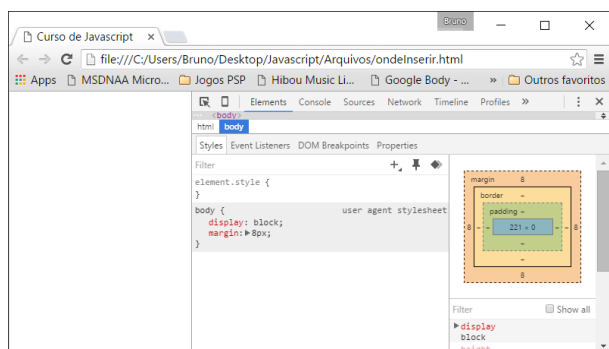 Bruno
Curso de Javascript
file:///C:/Users/Bruno/Desktop/Javascript/Arquivos/ondeInserir.html
Apps MSDNAA Micro... Jogos PSP Hibou Music Li... Google Body - ... » Outros favoritos
Elements Console Sources Network Timeline Profiles »
... <body>
html body
Styles Event Listeners DOM Breakpoints Properties
Filter
element.style {
}
body { user agent stylesheet
display: block;
margin: 8px;
}
margin 8
border –
padding –
8 – – 221 × 0 – – 8
–
–
8
Filter Show all
display
block
height